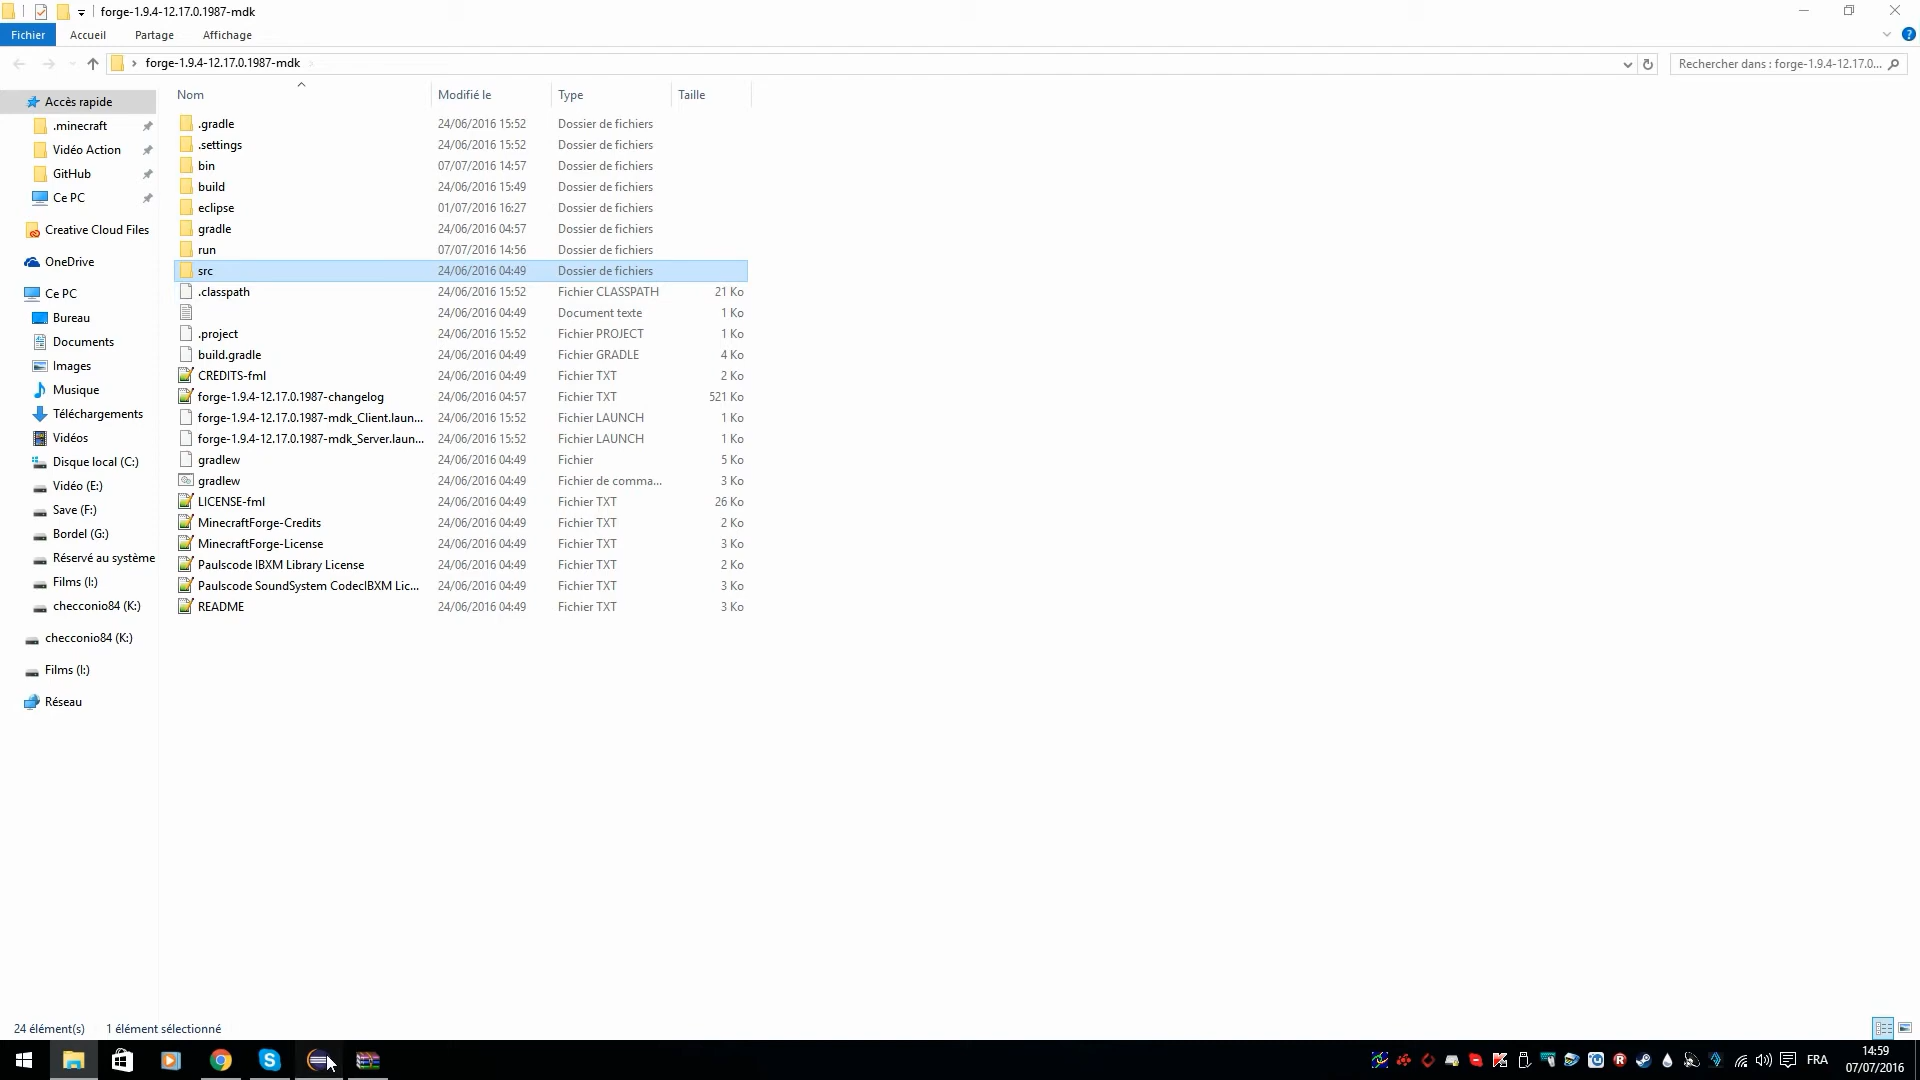 forge-1.9.4-12.17.0.1987-mdk
Fichier Accueil Partage Affichage
forge-1.9.4-12.17.0.1987-mdk Rechercher dans : forge-1.9.4-12.17.0...
Nom Modifié le Type Taille
Accès rapide
.minecraft
Vidéo Action
GitHub
Ce PC
Creative Cloud Files
OneDrive
Ce PC
Bureau
Documents
Images
Musique
Téléchargements
Vidéos
Disque local (C:)
Vidéo (E:)
Save (F:)
Bordel (G:)
Réservé au système
Films (I:)
checconio84 (K:)
checconio84 (K:)
Films (I:)
Réseau
.gradle 24/06/2016 15:52 Dossier de fichiers
.settings 24/06/2016 15:52 Dossier de fichiers
bin 07/07/2016 14:57 Dossier de fichiers
build 24/06/2016 15:49 Dossier de fichiers
eclipse 01/07/2016 16:27 Dossier de fichiers
gradle 24/06/2016 04:57 Dossier de fichiers
run 07/07/2016 14:56 Dossier de fichiers
src 24/06/2016 04:49 Dossier de fichiers
.classpath 24/06/2016 15:52 Fichier CLASSPATH 21 Ko
24/06/2016 04:49 Document texte 1 Ko
.project 24/06/2016 15:52 Fichier PROJECT 1 Ko
build.gradle 24/06/2016 04:49 Fichier GRADLE 4 Ko
CREDITS-fml 24/06/2016 04:49 Fichier TXT 2 Ko
forge-1.9.4-12.17.0.1987-changelog 24/06/2016 04:57 Fichier TXT 521 Ko
forge-1.9.4-12.17.0.1987-mdk_Client.laun... 24/06/2016 15:52 Fichier LAUNCH 1 Ko
forge-1.9.4-12.17.0.1987-mdk_Server.laun... 24/06/2016 15:52 Fichier LAUNCH 1 Ko
gradlew 24/06/2016 04:49 Fichier 5 Ko
gradlew 24/06/2016 04:49 Fichier de comma... 3 Ko
LICENSE-fml 24/06/2016 04:49 Fichier TXT 26 Ko
MinecraftForge-Credits 24/06/2016 04:49 Fichier TXT 2 Ko
MinecraftForge-License 24/06/2016 04:49 Fichier TXT 3 Ko
Paulscode IBXM Library License 24/06/2016 04:49 Fichier TXT 2 Ko
Paulscode SoundSystem CodecIBXM Lic... 24/06/2016 04:49 Fichier TXT 3 Ko
README 24/06/2016 04:49 Fichier TXT 3 Ko
24 élément(s) 1 élément sélectionné
FRA
14:59
07/07/2016